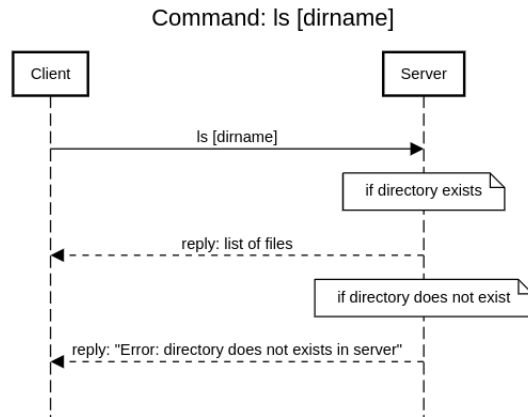 Command: ls [dirname]
Client
Server
ls [dirname]
if directory exists
reply: list of files
if directory does not exist
reply: "Error: directory does not exists in server"